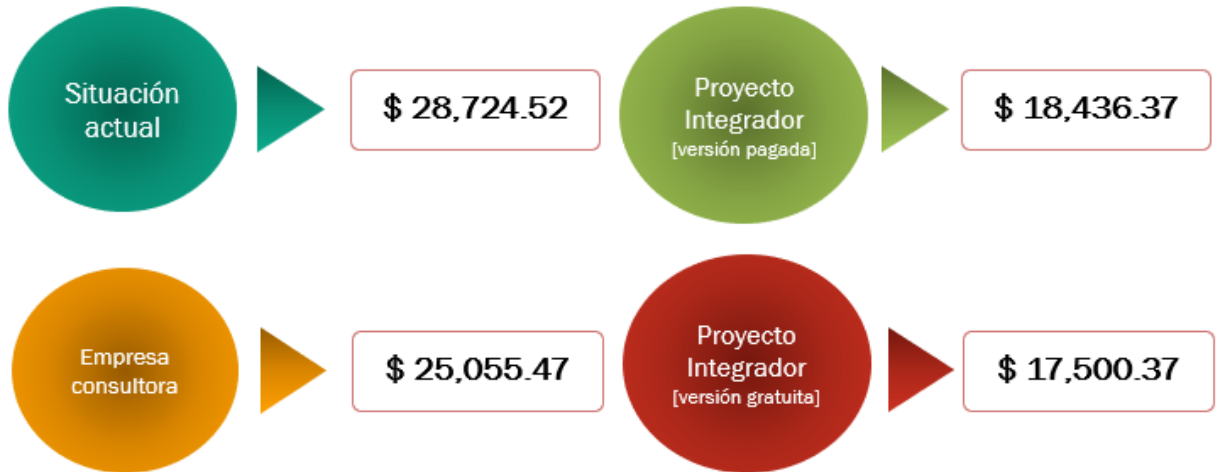 Situación
actual
$ 28,724.52
Proyecto
Integrador
[versión pagada]
$ 18,436.37
Empresa
consultora
$ 25,055.47
Proyecto
Integrador
[versión gratuita]
$ 17,500.37